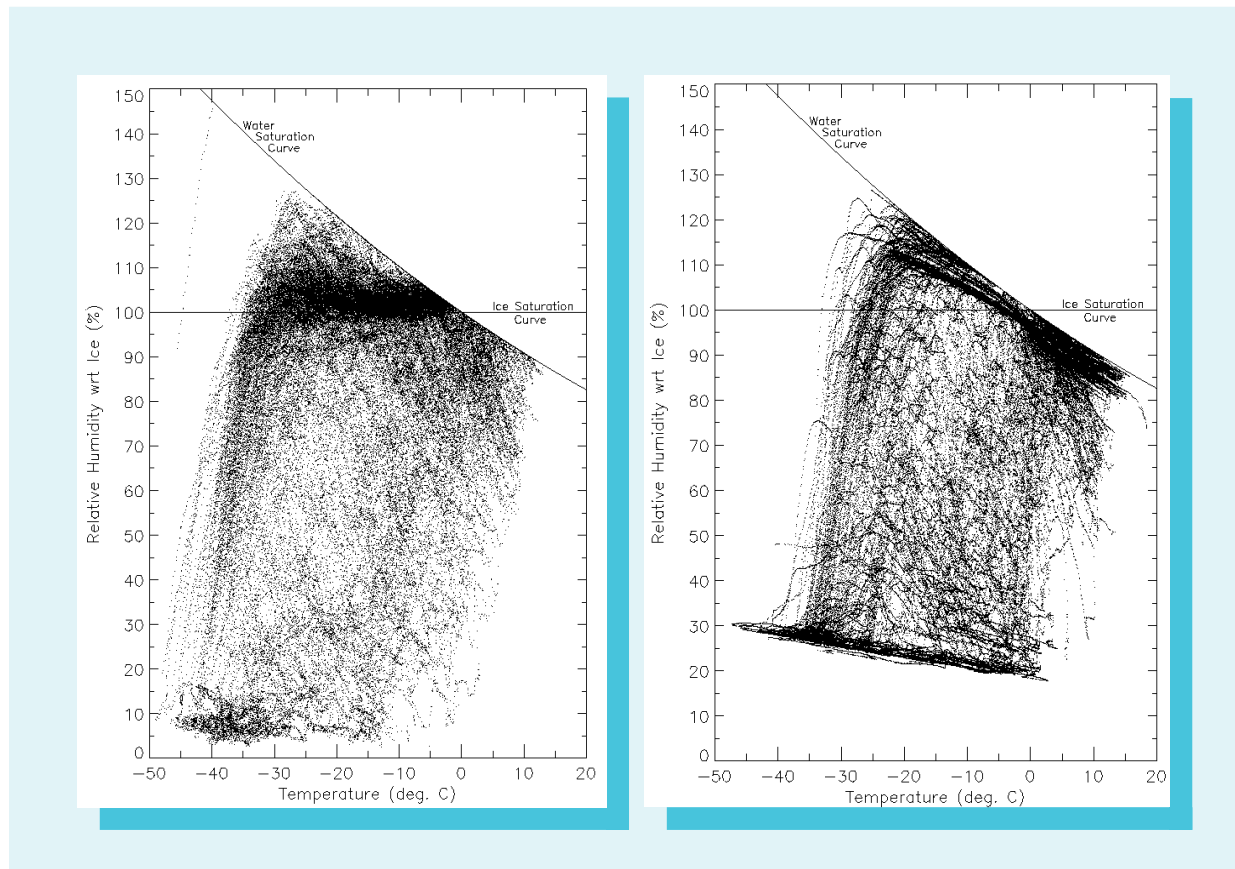 150
140
130
120
110
100
90
80
70
60
50
40
30
20
10
0
Relative Humidity wrt Ice (%)
Water
Saturation
Curve
Ice Saturation
Curve
−50 −40 −30 −20 −10 0 10 20
Temperature (deg. C)
150
140
130
120
110
100
90
80
70
60
50
40
30
20
10
0
Relative Humidity wrt Ice (%)
Water
Saturation
Curve
Ice Saturation
Curve
−50 −40 −30 −20 −10 0 10 20
Temperature (deg. C)